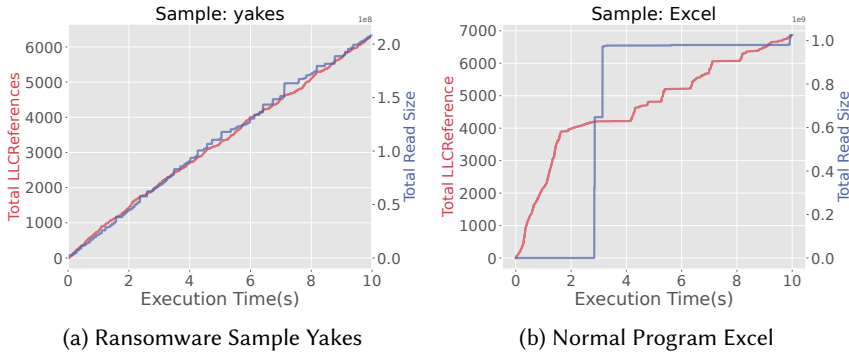 Sample: yakes
1e8
6000
5000
4000
3000
2000
1000
0
Total LLCReferences
2.0
1.5
1.0
0.5
0.0
Total Read Size
0 2 4 6 8 10
Execution Time(s)
(a) Ransomware Sample Yakes
Sample: Excel
1e9
7000
6000
5000
4000
3000
2000
1000
0
Total LLCReference
1.0
0.8
0.6
0.4
0.2
0.0
Total Read Size
0 2 4 6 8 10
Execution Time(s)
(b) Normal Program Excel